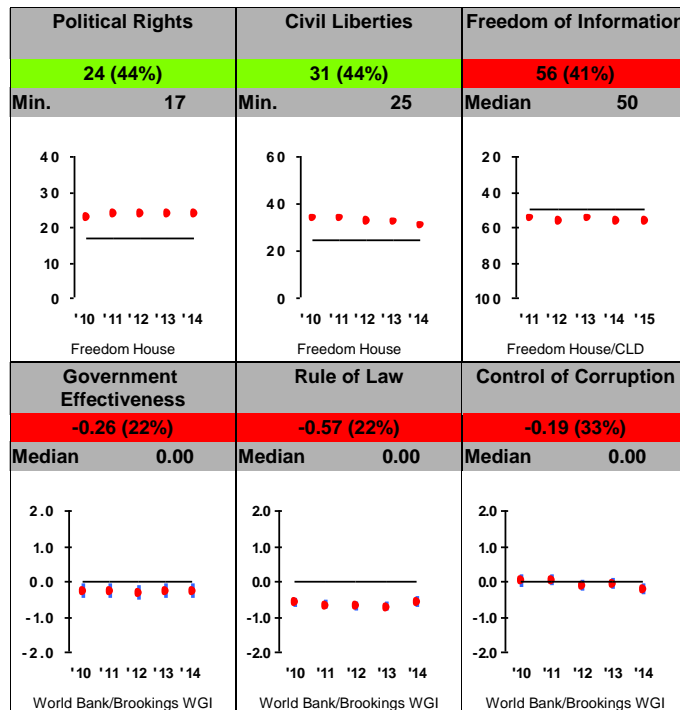 Political Rights
24 (44%)
Min. 17
40
30
20
10
0
'10 '11 '12 '13 '14
Freedom House
Civil Liberties
31 (44%)
Min. 25
60
40
20
0
'10 '11 '12 '13 '14
Freedom House
Freedom of Information
56 (41%)
Median 50
20
40
60
80
100
'11 '12 '13 '14 '15
Freedom House/CLD
Government
Effectiveness
-0.26 (22%)
Median 0.00
2.0
1.0
0.0
-1.0
-2.0
'10 '11 '12 '13 '14
World Bank/Brookings WGI
Rule of Law
-0.57 (22%)
Median 0.00
2.0
1.0
0.0
-1.0
-2.0
'10 '11 '12 '13 '14
World Bank/Brookings WGI
Control of Corruption
-0.19 (33%)
Median 0.00
2.0
1.0
0.0
-1.0
-2.0
'10 '11 '12 '13 '14
World Bank/Brookings WGI